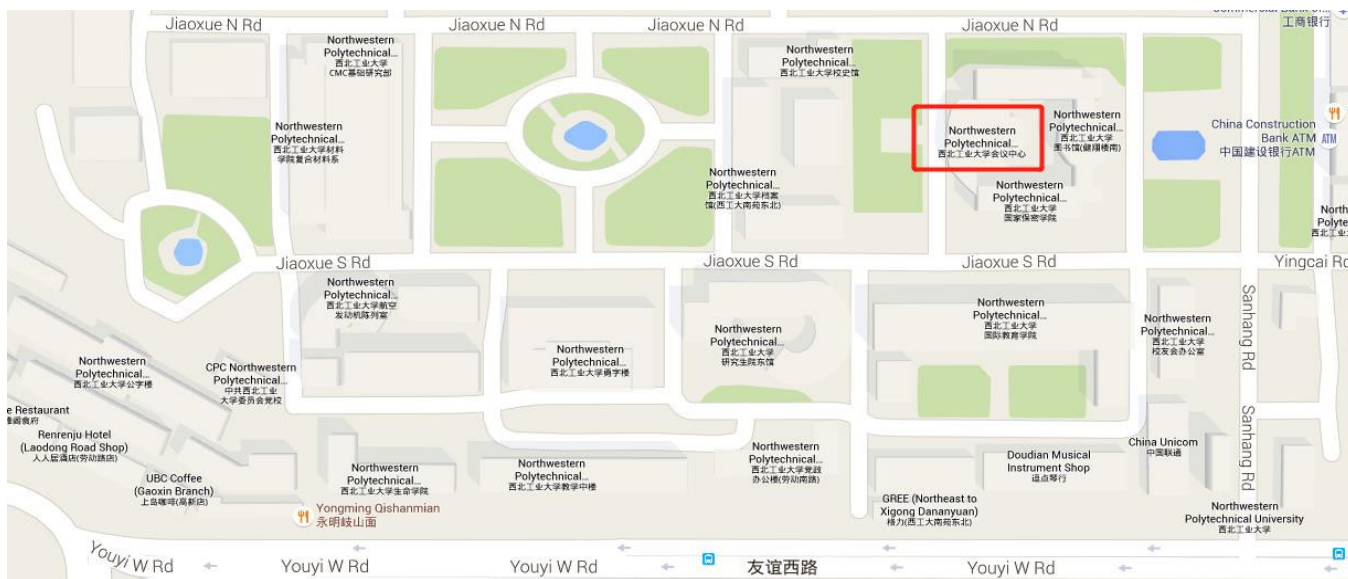 Jiaoxue N Rd
Jiaoxue N Rd
Jiaoxue N Rd
Jiaoxue N Rd
工商银行
Northwestern
Polytechnical...
西北工业大学
CMC基础研究部
Northwestern
Polytechnical...
西北工业大学校史馆
Northwestern
Polytechnical...
西北工业大学材料
学院复合材料系
Northwestern
Polytechnical...
西北工业大学会议中心
Northwestern
Polytechnical...
西北工业大学
图书馆(健翔楼南)
China Construction
Bank ATM
中国建设银行ATM
ATM
Northwestern
Polytechnical...
西北工业大学档案
馆(西工大南苑东北)
Northwestern
Polytechnical...
西北工业大学
国家保密学院
North
Polyte
西北工业
Jiaoxue S Rd
Jiaoxue S Rd
Jiaoxue S Rd
Yingcai Rd
Northwestern
Polytechnical...
西北工业大学航空
发动机陈列室
Northwestern
Polytechnical...
西北工业大学
研究生院东馆
Northwestern
Polytechnical...
西北工业大学
国际教育学院
Northwestern
Polytechnical...
西北工业大学
校友会办公室
Sanhang Rd
Northwestern
Polytechnical...
西北工业大学公字楼
CPC Northwestern
Polytechnical...
中共西北工业
大学委员会党校
Northwestern
Polytechnical...
西北工业大学勇字楼
e Restaurant
Renrenju Hotel
(Laodong Road Shop)
人人居酒店(劳动路店)
UBC Coffee
(Gaoxin Branch)
上岛咖啡(高新店)
Northwestern
Polytechnical...
西北工业大学生命学院
Northwestern
Polytechnical...
西北工业大学教学中楼
Northwestern
Polytechnical...
西北工业大学党政
办公楼(劳动南路)
Doudian Musical
Instrument Shop
逗点琴行
China Unicom
中国联通
Sanhang Rd
Yongming Qishanmian
永明岐山面
GREE (Northeast to
Xigong Dananyuan)
格力(西工大南苑东北)
Northwestern
Polytechnical University
西北工业大学
Youyi W Rd
Youyi W Rd
Youyi W Rd
友谊西路
Youyi W Rd